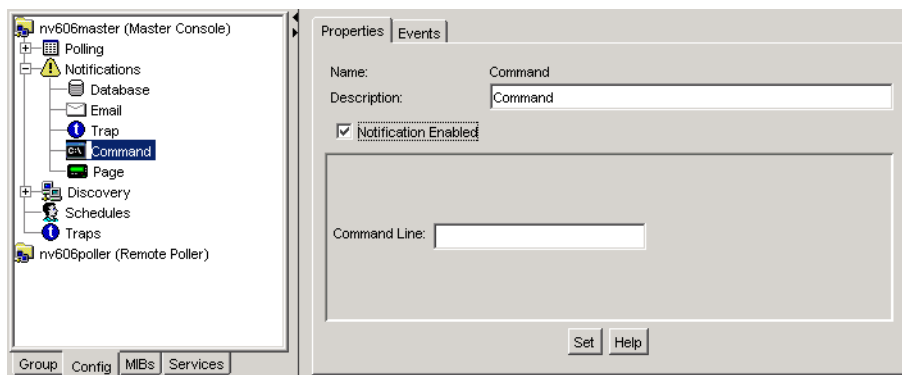 nv606master (Master Console)
Polling
Notifications
Database
Email
Trap
C:\ Command
Page
Discovery
Schedules
Traps
nv606poller (Remote Poller)
Group Config MIBs Services
Properties Events
Name: Command
Description: Command
Notification Enabled
Command Line:
Set Help